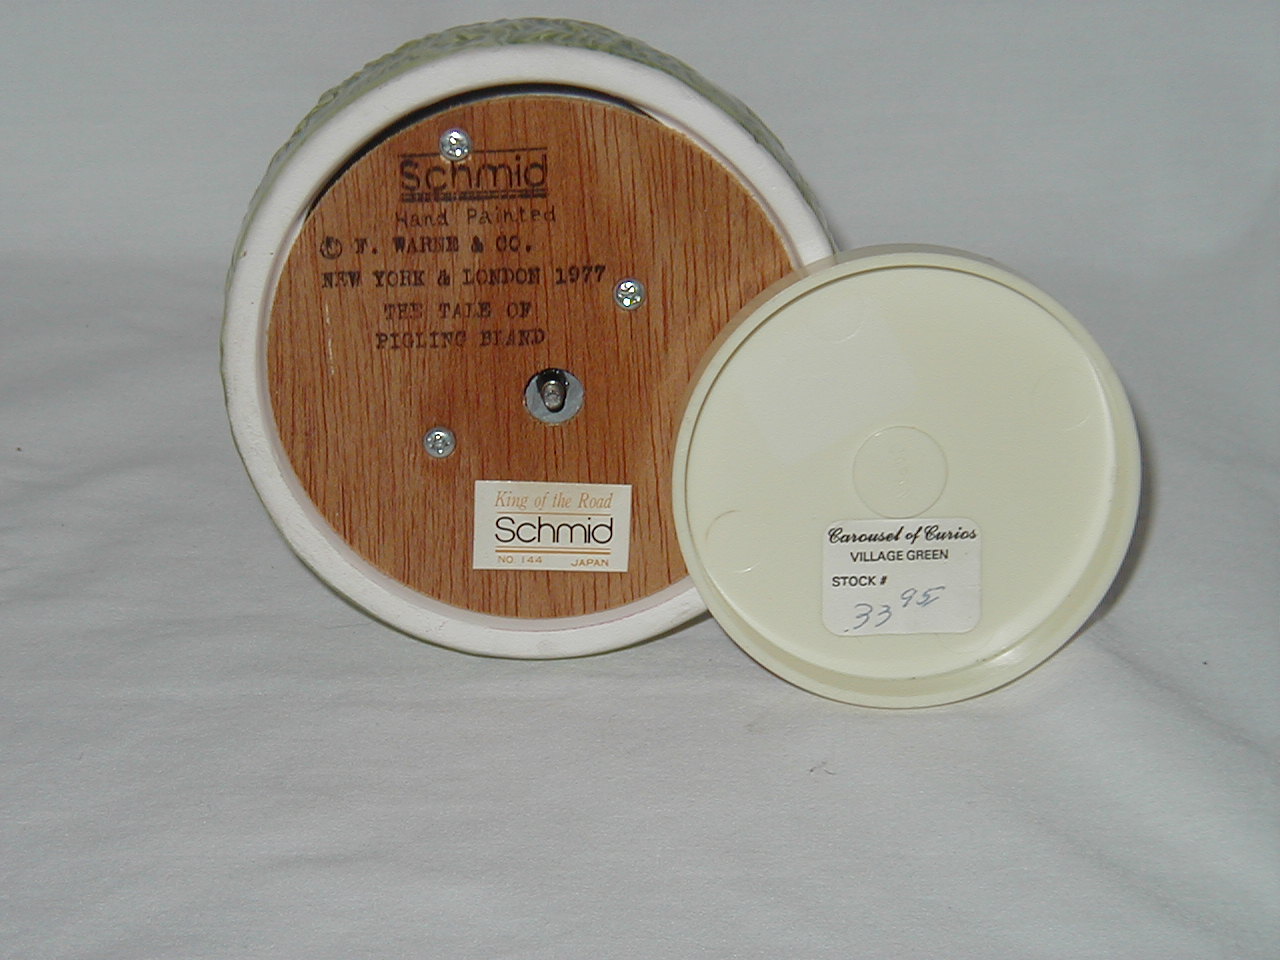 Schmid
Hand Painted
© F. WARNE & CO.
NEW YORK & LONDON 1977
THE TALE OF
PIGLING BLAND
King of the Road
Schmid
NO. 144 JAPAN
Carousel of Curios
VILLAGE GREEN
STOCK #
33 95